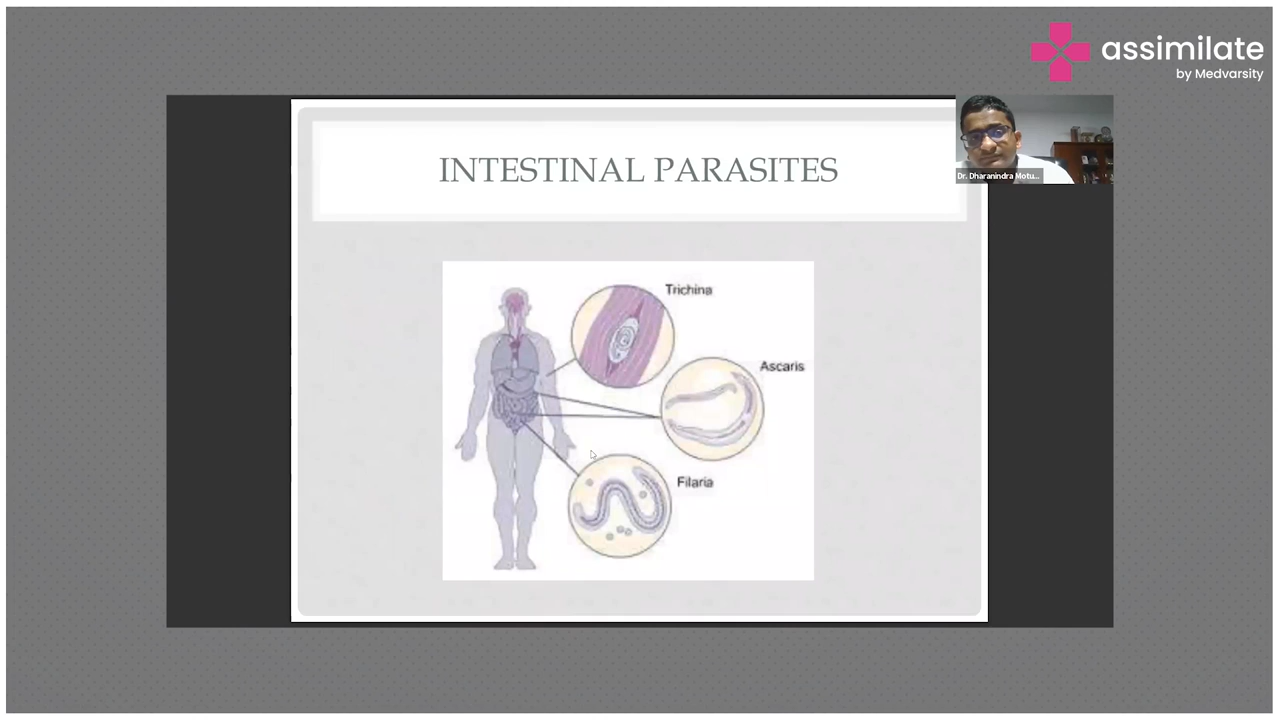 assimilate
by Medvarsity
INTESTINAL PARASITES
Dr. Dharanindra Motu...
Trichina
Ascaris
Filaria